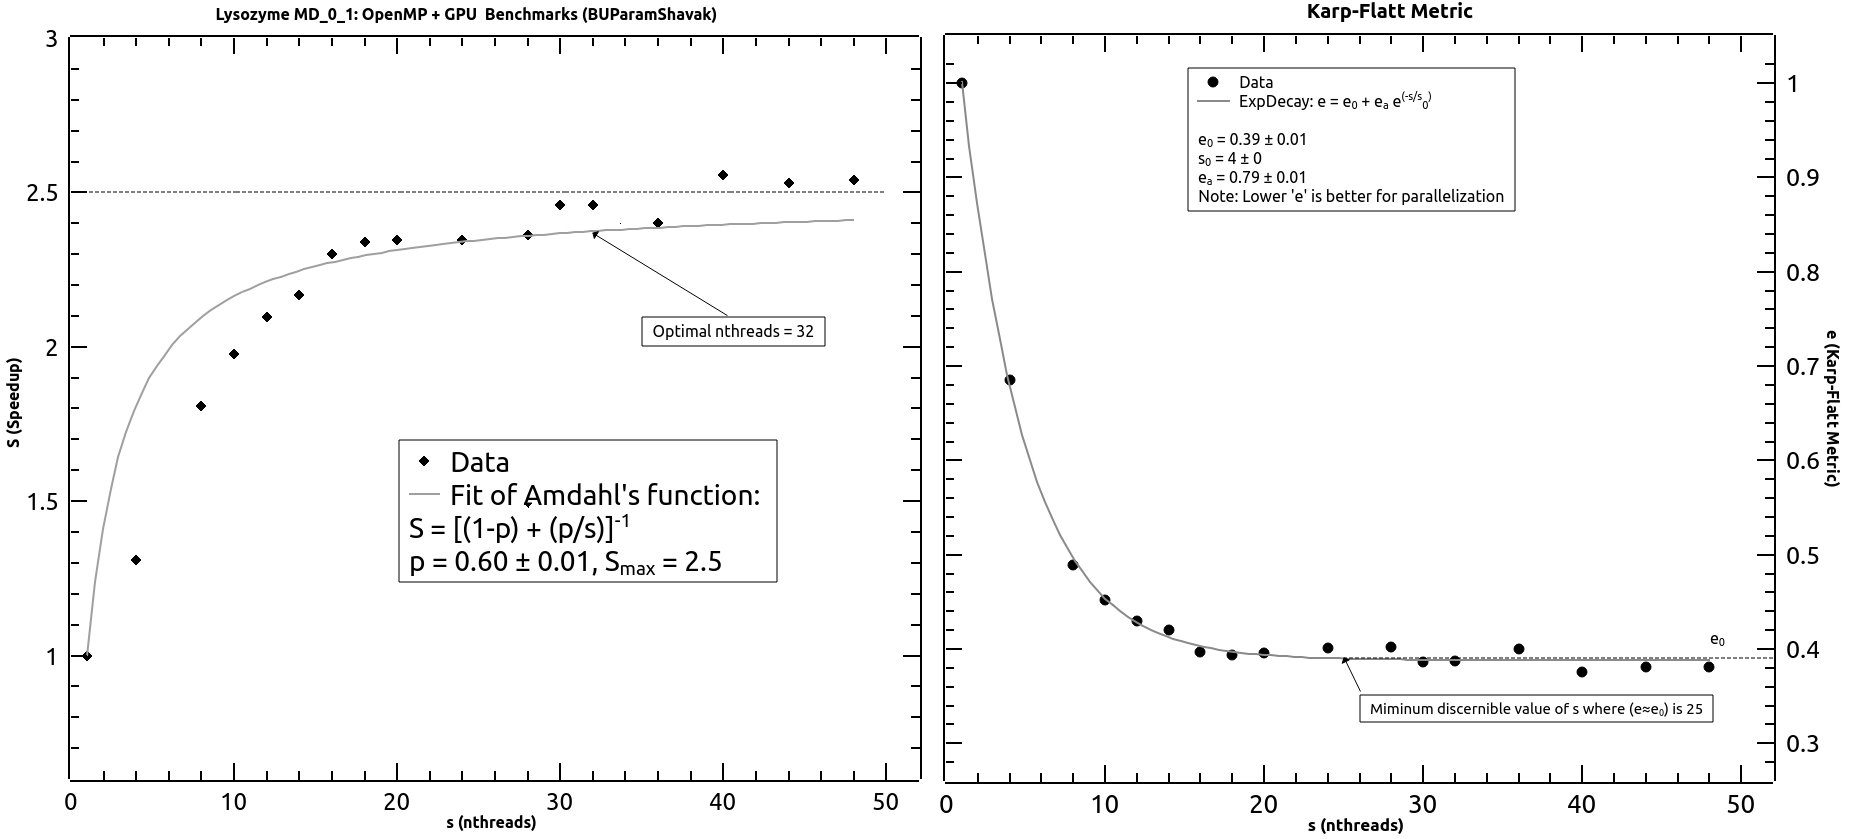 Lysozyme MD_0_1: OpenMP + GPU  Benchmarks (BUParamShavak)
3
2.5
2
1.5
1
0
10
20
30
40
50
S (Speedup)
s (nthreads)
Optimal nthreads = 32
Data
Fit of Amdahl's function:
S = [(1-p) + (p/s)]⁻¹
p = 0.60 ± 0.01, Sₘₐₓ = 2.5
Karp-Flatt Metric
Data
ExpDecay: e = e₀ + eₐ e^(-s/s₀)
e₀ = 0.39 ± 0.01
s₀ = 4 ± 0
eₐ = 0.79 ± 0.01
Note: Lower 'e' is better for parallelization
1
0.9
0.8
0.7
0.6
0.5
0.4
0.3
e (Karp-Flatt Metric)
e₀
Miminum discernible value of s where (e≈e₀) is 25
0
10
20
30
40
50
s (nthreads)